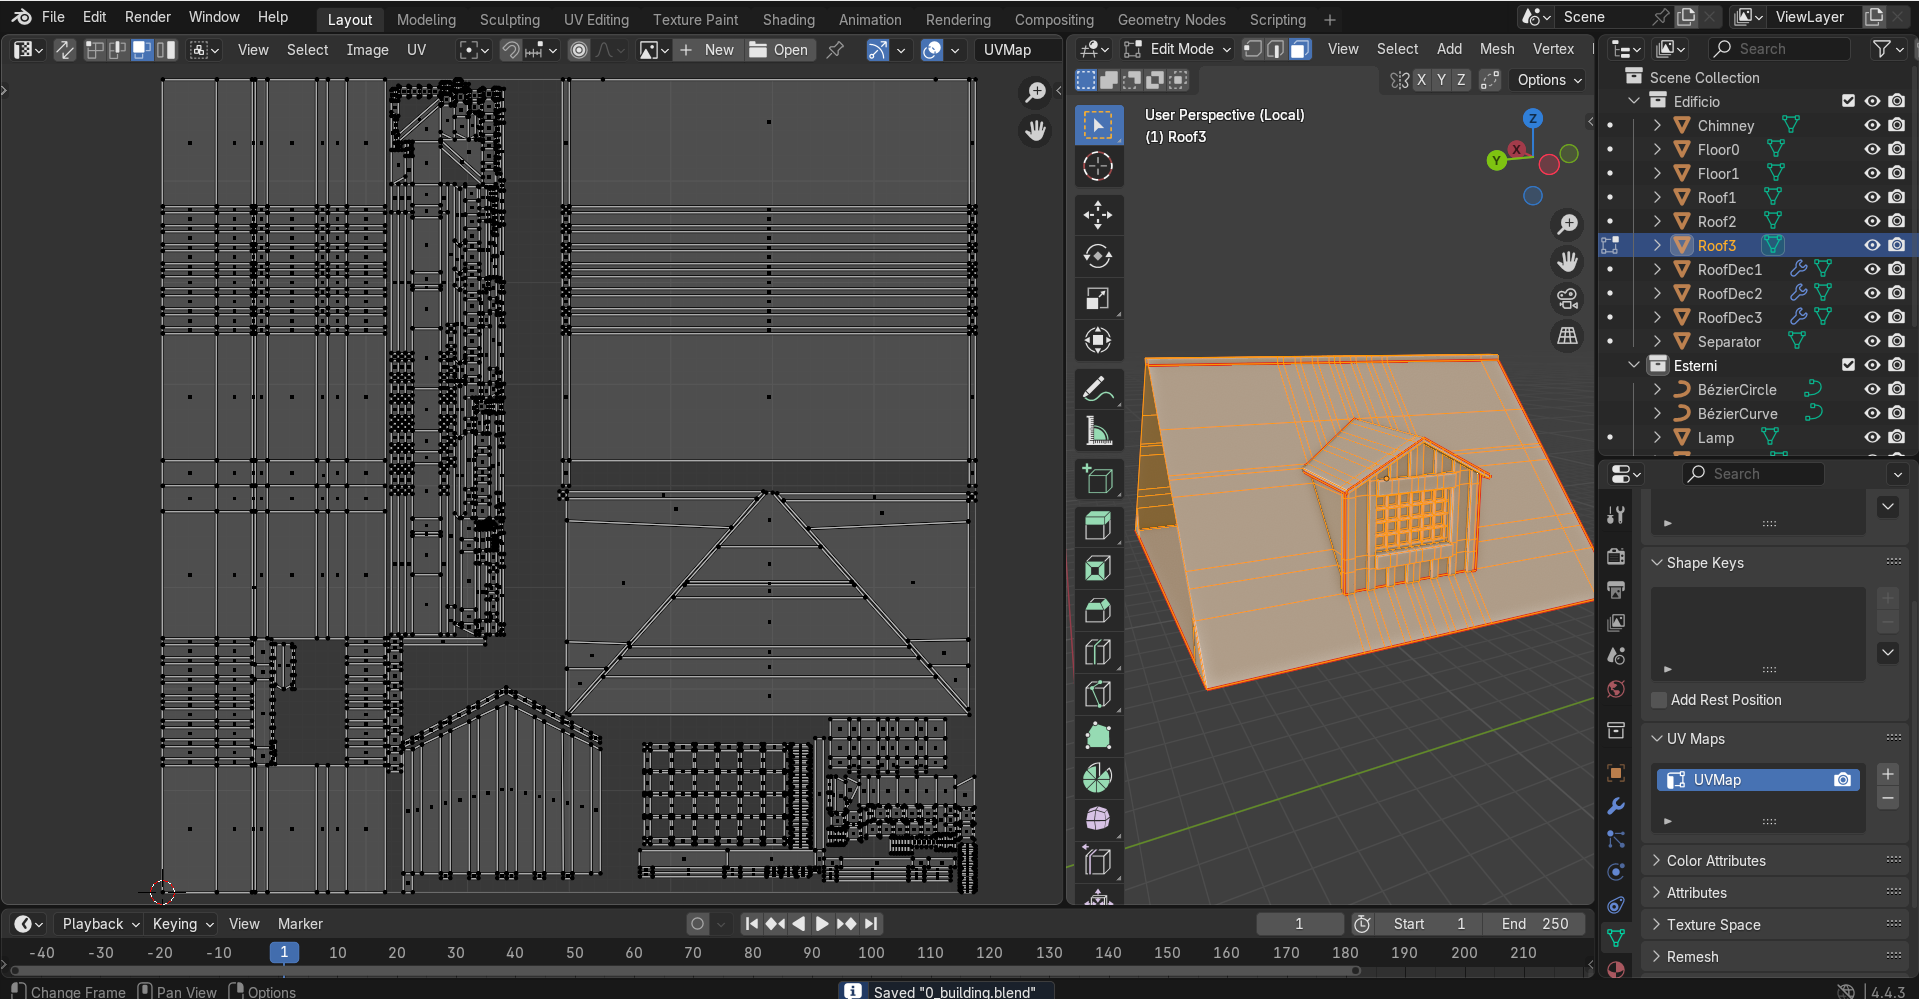 File Edit Render Window Help Layout Modeling Sculpting UV Editing Texture Paint Shading Animation Rendering Compositing Geometry Nodes Scripting + Scene ViewLayer
View Select Image UV New Open UVMap Edit Mode View Select Add Mesh Vertex Search
X Y Z Options
User Perspective (Local)
(1) Roof3
Z
X
Y
Scene Collection
Edificio
Chimney
Floor0
Floor1
Roof1
Roof2
Roof3
RoofDec1
RoofDec2
RoofDec3
Separator
Esterni
BézierCircle
BézierCurve
Lamp
Search
Shape Keys
Add Rest Position
UV Maps
UVMap
Color Attributes
Attributes
Texture Space
Remesh
Playback Keying View Marker 1 Start 1 End 250
-40 -30 -20 -10 1 10 20 30 40 50 60 70 80 90 100 110 120 130 140 150 160 170 180 190 200 210
Change Frame Pan View Options Saved "0_building.blend" 4.4.3